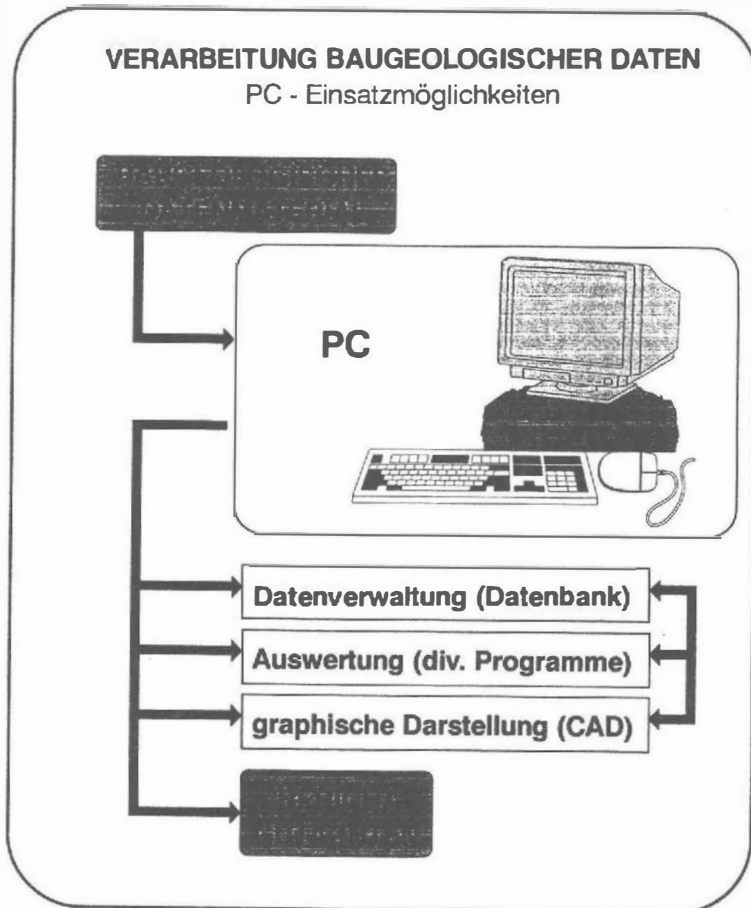 VERARBEITUNG BAUGEOLOGISCHER DATEN
PC - Einsatzmöglichkeiten
PC
Datenverwaltung (Datenbank)
Auswertung (div. Programme)
graphische Darstellung (CAD)